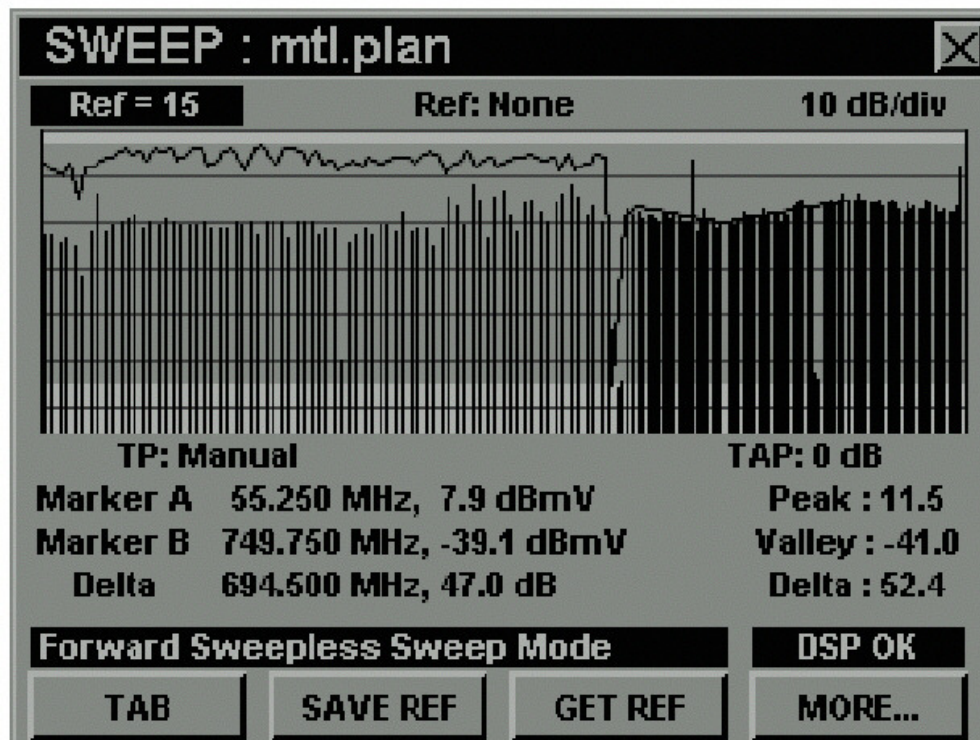 SWEEP : mtl.plan
Ref = 15 Ref: None 10 dB/div
TP: Manual TAP: 0 dB
Marker A 55.250 MHz, 7.9 dBmV Peak : 11.5
Marker B 749.750 MHz, -39.1 dBmV Valley : -41.0
Delta 694.500 MHz, 47.0 dB Delta : 52.4
Forward Sweepless Sweep Mode DSP OK
TAB SAVE REF GET REF MORE...